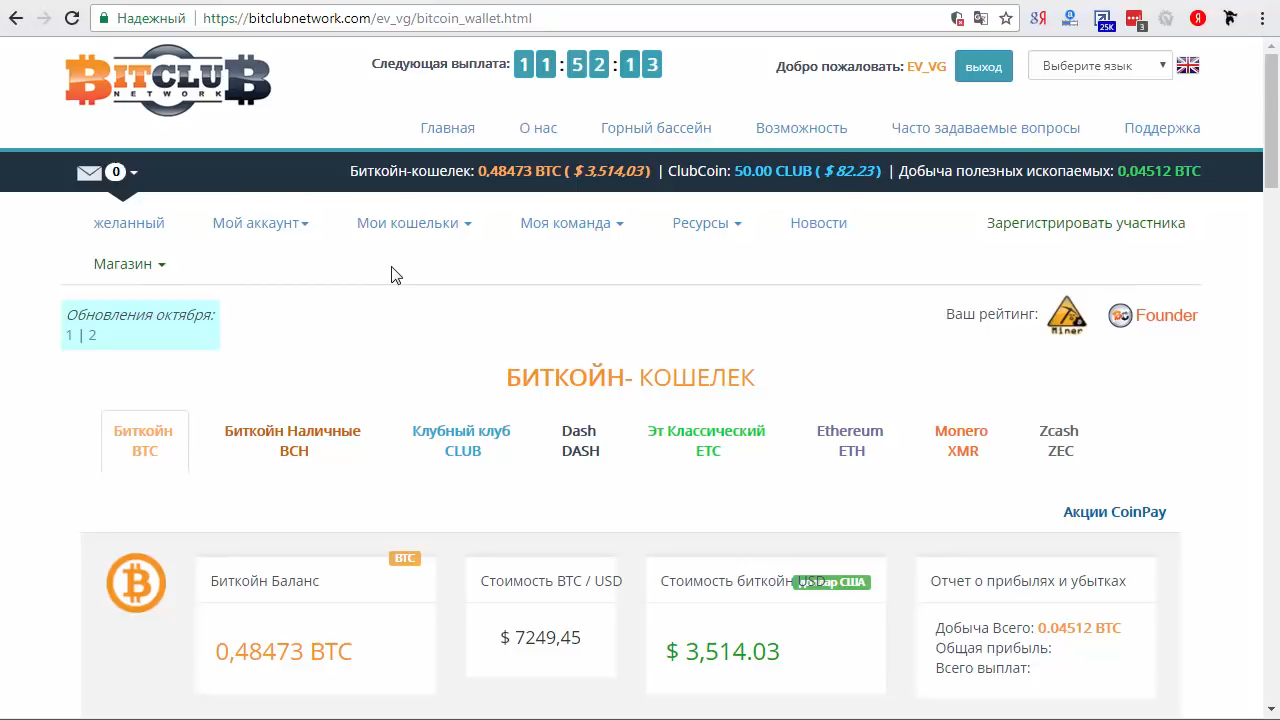 Надежный https://bitclubnetwork.com/ev_vg/bitcoin_wallet.html
25K 3
BITCLUB
NETWORK
Следующая выплата: 11:52:13
Добро пожаловать: EV_VG выход Выберите язык
Главная О нас Горный бассейн Возможность Часто задаваемые вопросы Поддержка
0 Биткойн-кошелек: 0,48473 BTC ( $ 3,514,03 ) | ClubCoin: 50.00 CLUB ( $ 82.23 ) | Добыча полезных ископаемых: 0,04512 BTC
желанный Мой аккаунт Мои кошельки Моя команда Ресурсы Новости Зарегистрировать участника
Магазин
Обновления октября:
1 | 2
Ваш рейтинг: Miner Founder
БИТКОЙН- КОШЕЛЕК
Биткойн Биткойн Наличные Клубный клуб Dash Эт Классический Ethereum Monero Zcash
BTC BCH CLUB DASH ETC ETH XMR ZEC
Акции CoinPay
BTC
Биткойн Баланс Стоимость BTC / USD Стоимость биткойн USD США Отчет о прибылях и убытках
0,48473 BTC $ 7249,45 $ 3,514.03
Добыча Всего: 0.04512 BTC
Общая прибыль:
Всего выплат: